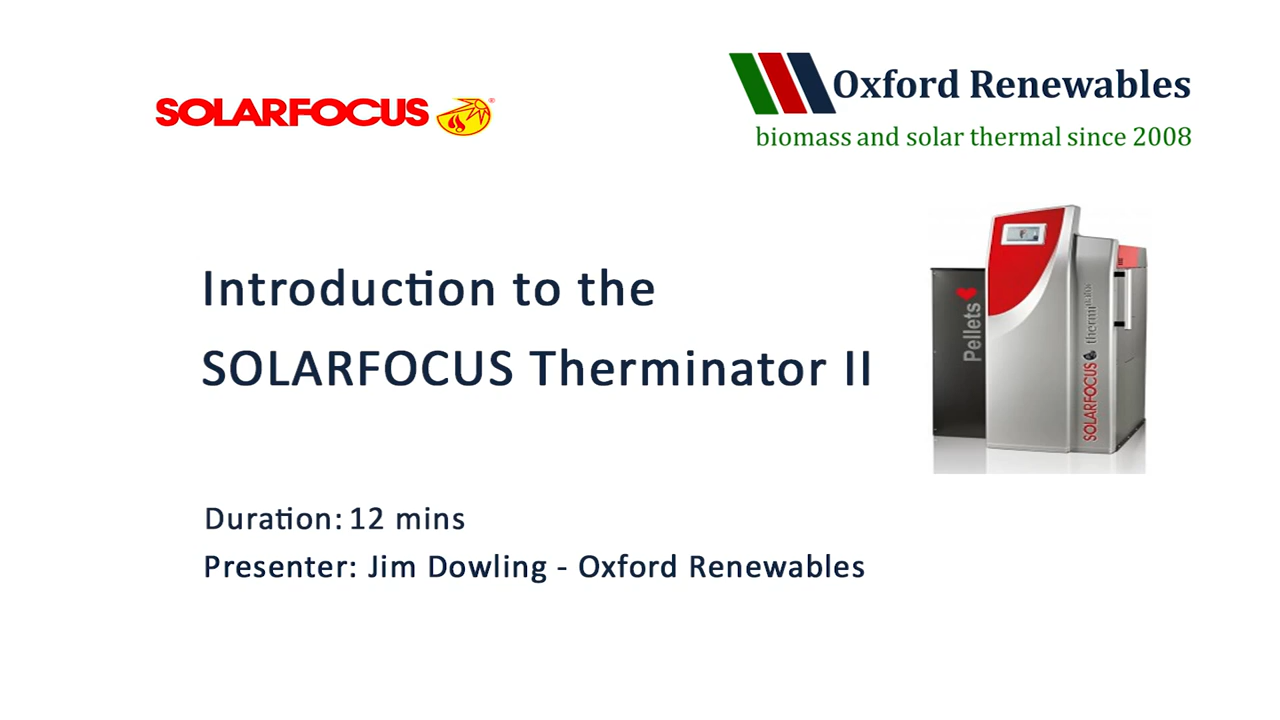 SOLARFOCUS
Oxford Renewables
biomass and solar thermal since 2008
Introduction to the
SOLARFOCUS Therminator II
Pellets
SOLARFOCUS therminator
Duration: 12 mins
Presenter: Jim Dowling - Oxford Renewables